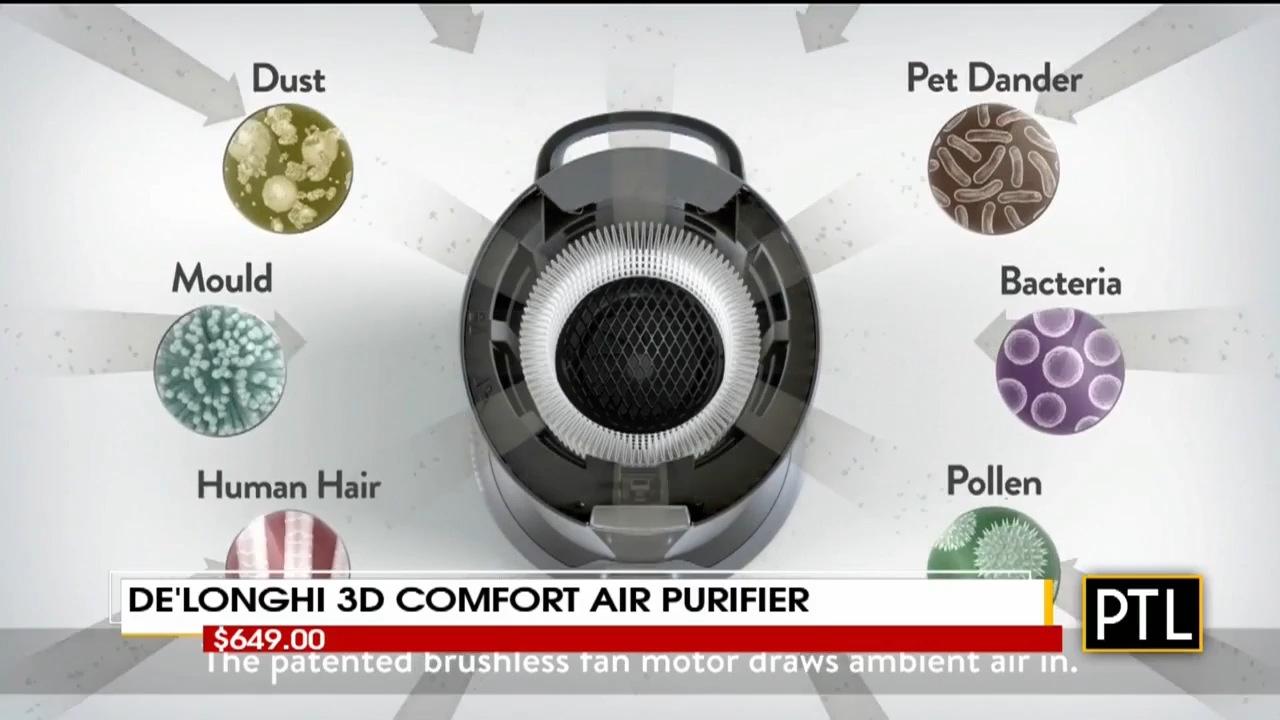 Dust
Pet Dander
Mould
Bacteria
Human Hair
Pollen
DE'LONGHI 3D COMFORT AIR PURIFIER
PTL
$649.00
The patented brushless fan motor draws ambient air in.